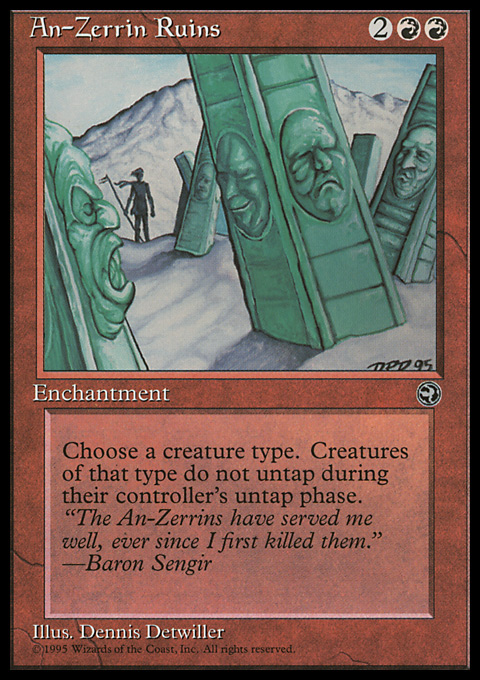 An-Zerrin Ruins 2
DPD 95
Enchantment
Choose a creature type. Creatures
of that type do not untap during
their controller's untap phase.
“The An-Zerrins have served me
well, ever since I first killed them.”
—Baron Sengir
Illus. Dennis Detwiller
©1995 Wizards of the Coast, Inc. All rights reserved.